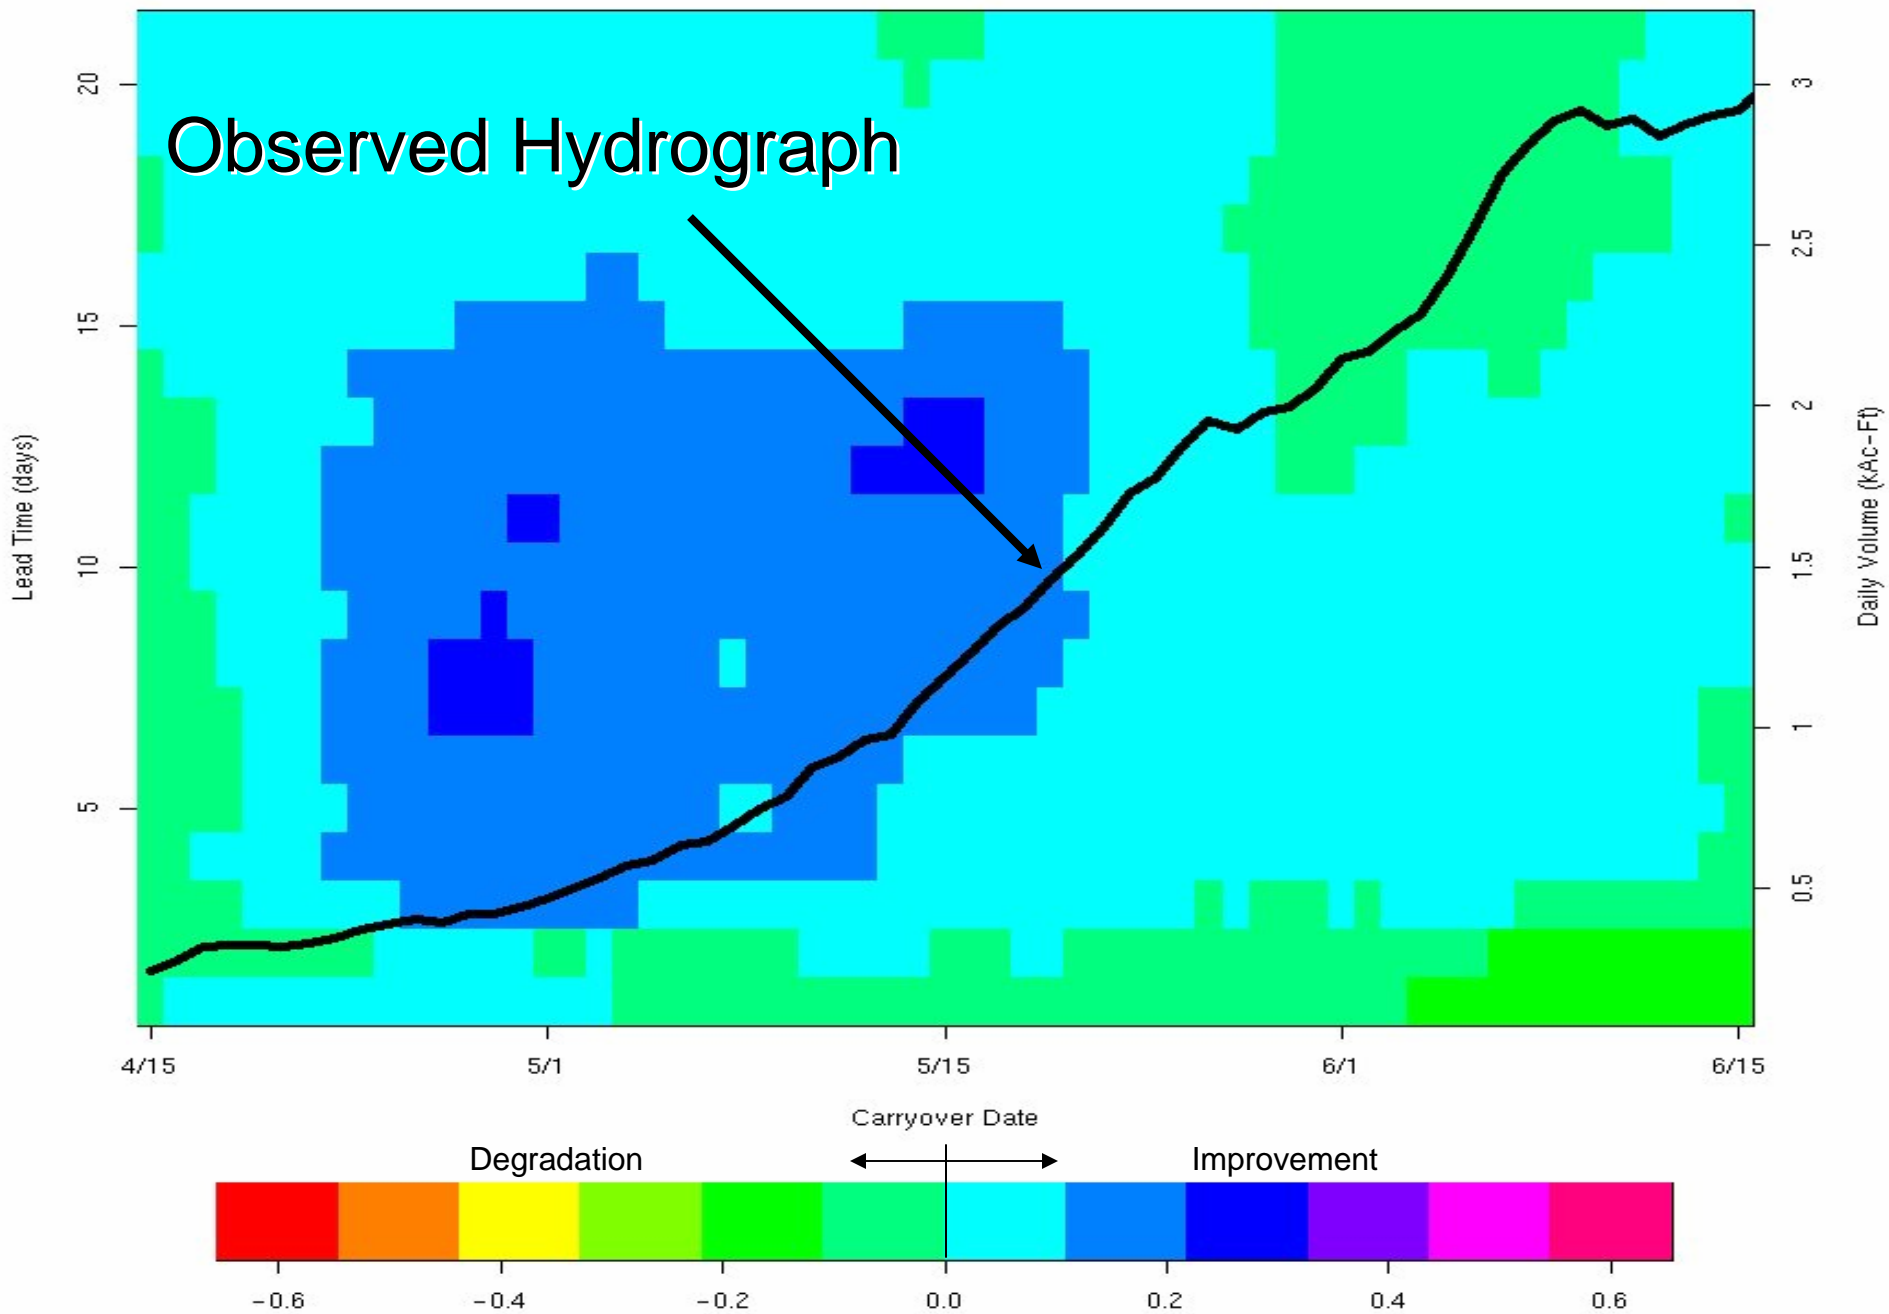 Observed Hydrograph
20
15
10
5
Lead Time (days)
3
2.5
2
1.5
1
0.5
Daily Volume (kAc-Ft)
4/15 5/1 5/15 6/1 6/15
Carryover Date
Degradation Improvement
-0.6 -0.4 -0.2 0.0 0.2 0.4 0.6